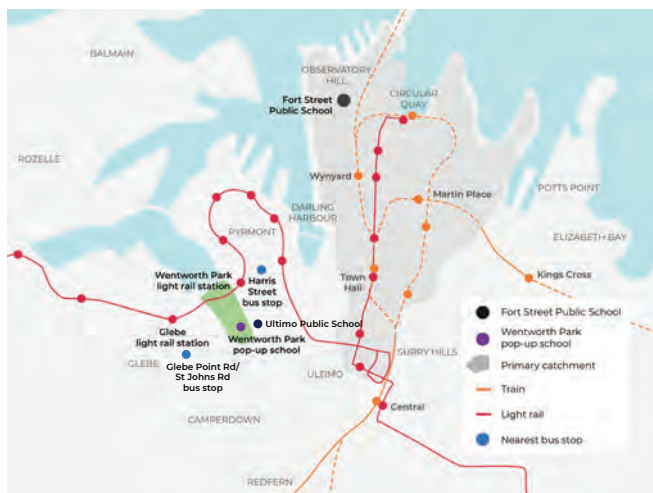 BALMAIN
OBSERVATORY
HILL
Fort Street
Public School
CIRCULAR
QUAY
ROZELLE
Wynyard
Martin Place
POTTS POINT
DARLING
HARBOUR
PYRMONT
ELIZABETH BAY
Wentworth Park
light rail station
Harris
Street
bus stop
Town
Hall
Kings Cross
Ultimo Public School
Glebe
light rail station
Wentworth Park
pop-up school
GLEBE
Glebe Point Rd/
St Johns Rd
bus stop
ULTIMO
SURRY HILLS
Central
CAMPERDOWN
REDFERN
Fort Street Public School
Wentworth Park
pop-up school
Primary catchment
Train
Light rail
Nearest bus stop